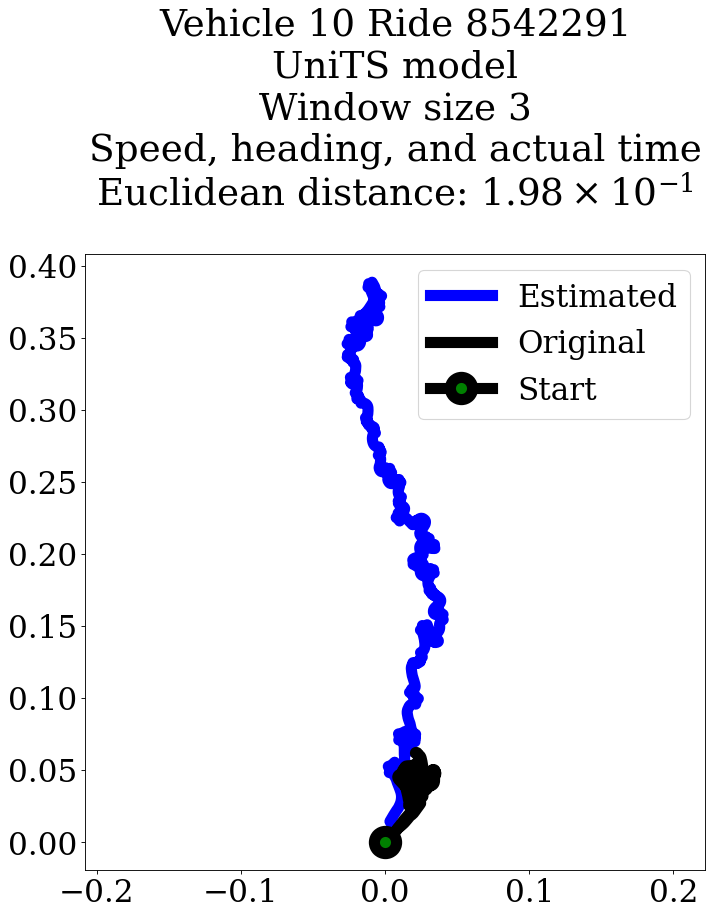 Vehicle 10 Ride 8542291
UniTS model
Window size 3
Speed, heading, and actual time
Euclidean distance: $1.98 \times 10^{-1}$
Estimated
Original
Start
0.40
0.35
0.30
0.25
0.20
0.15
0.10
0.05
0.00
−0.2 −0.1 0.0 0.1 0.2